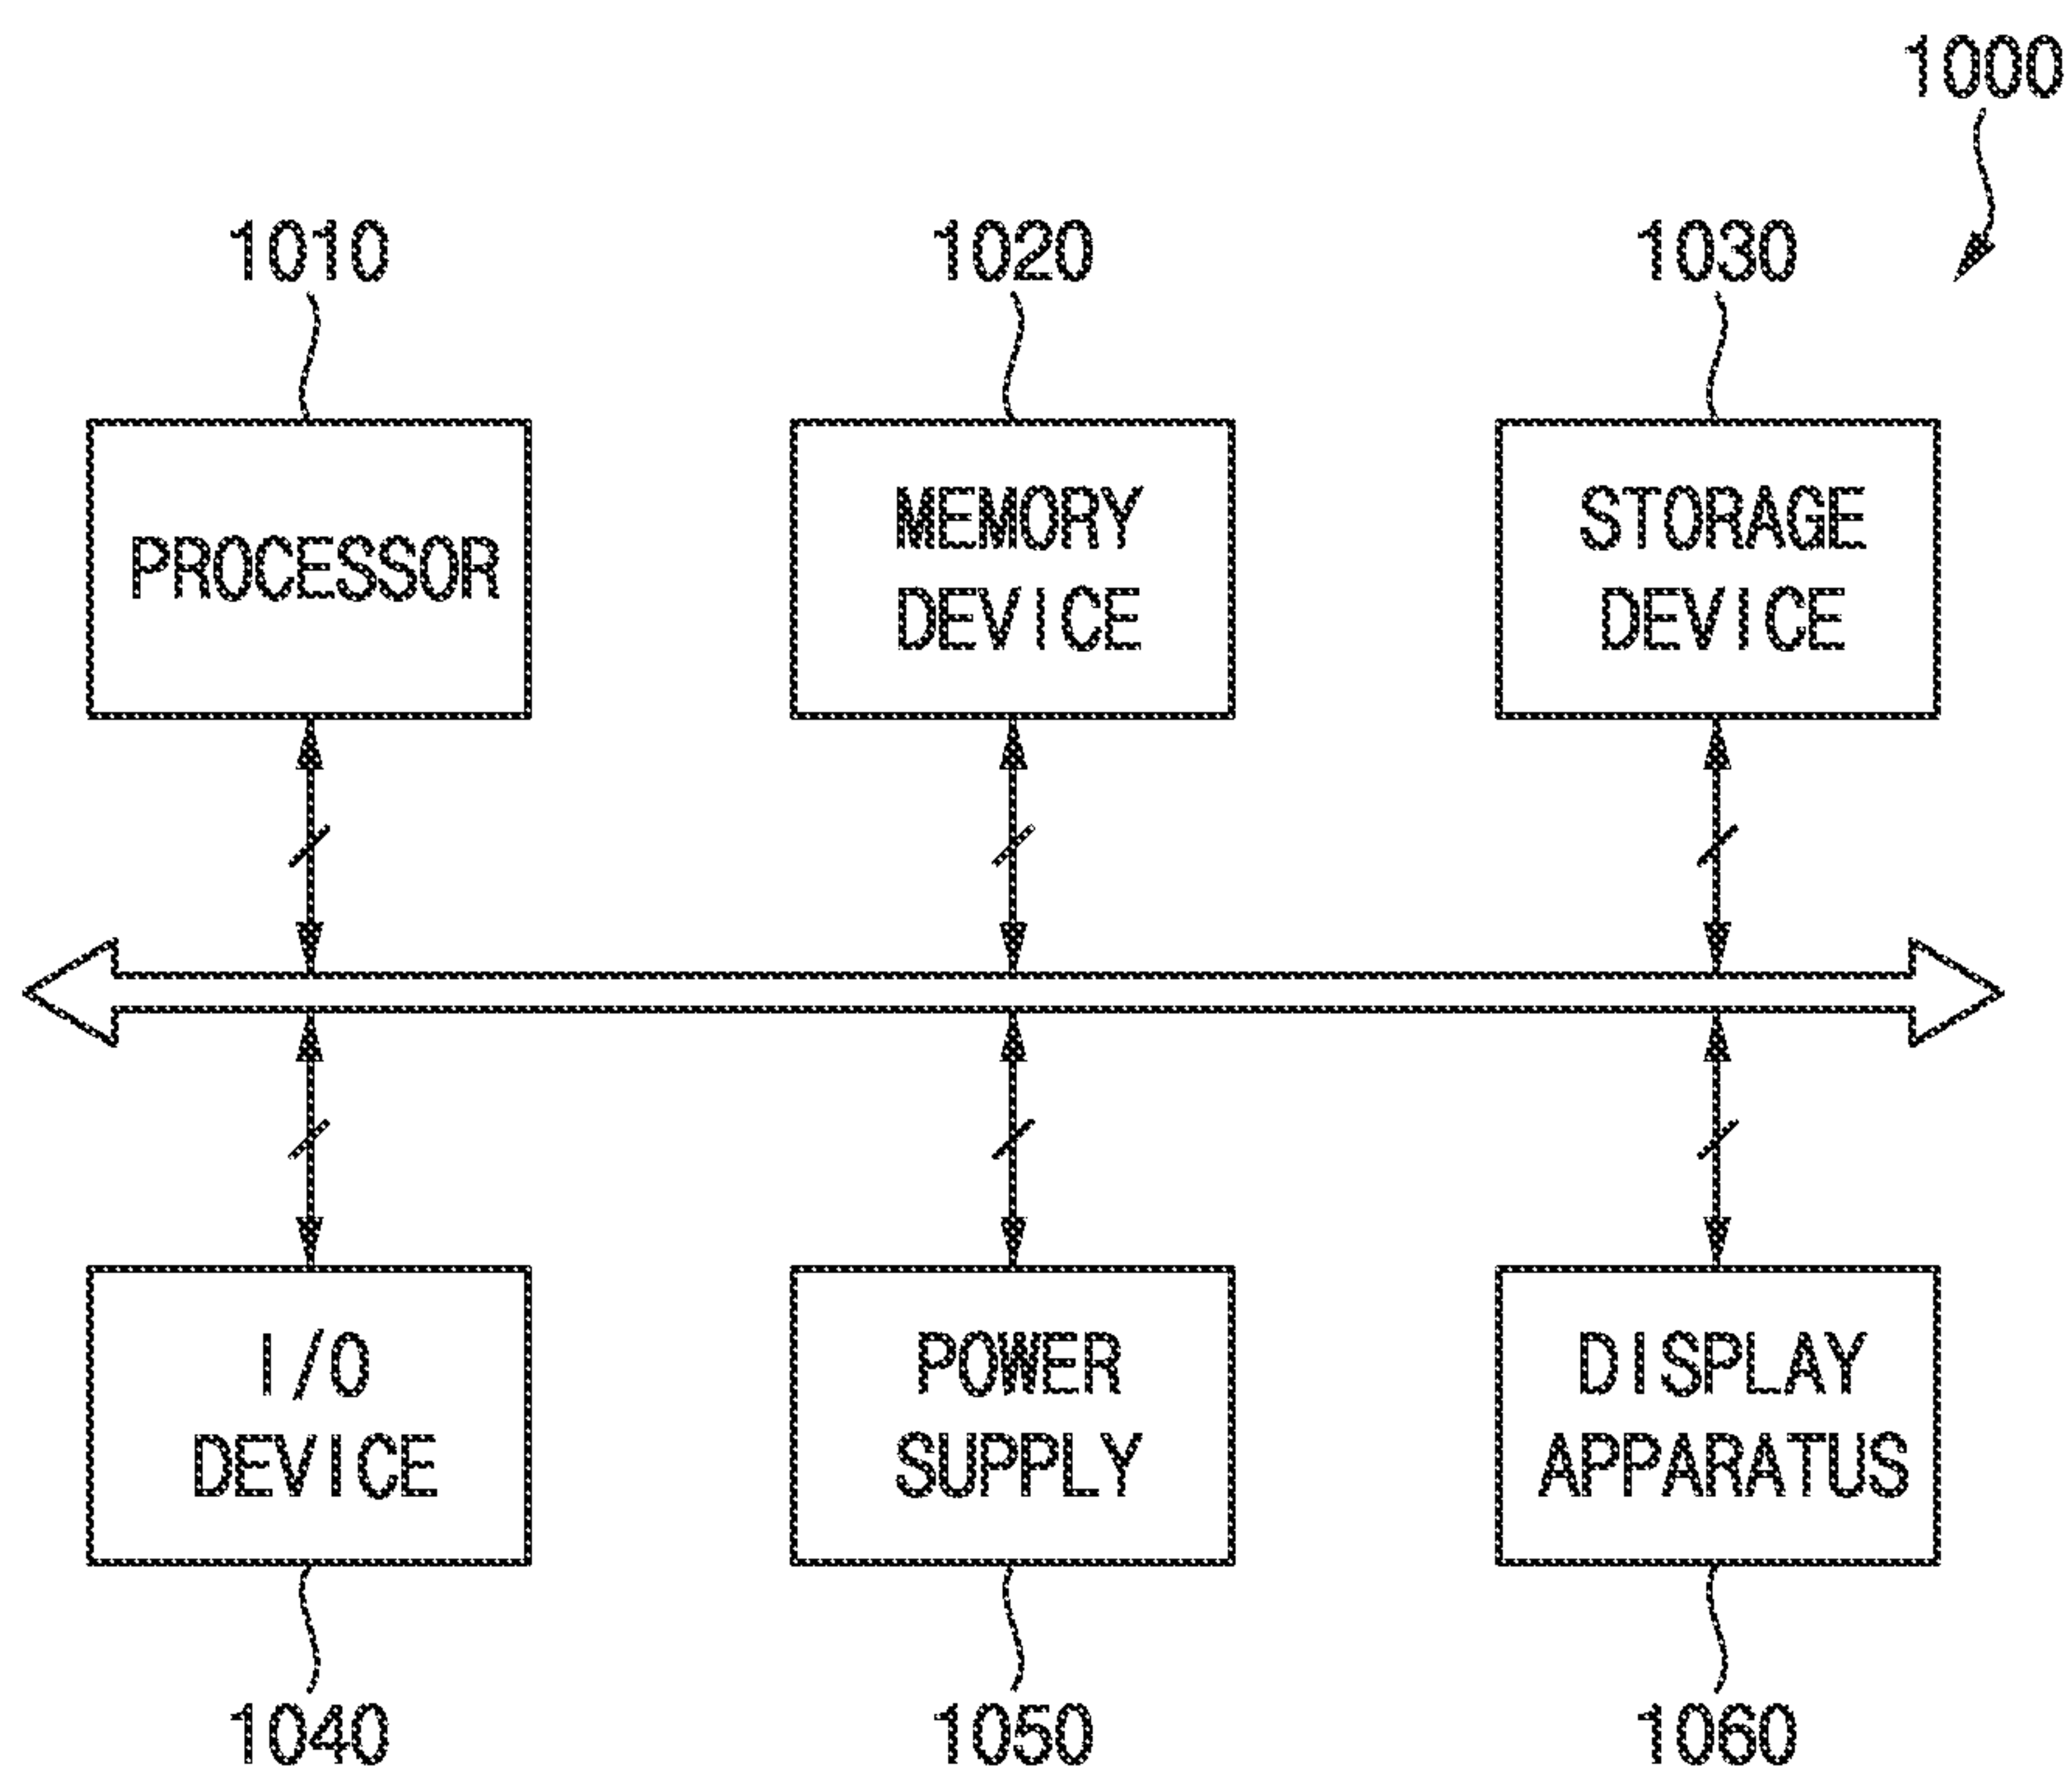 1000
1010
1020
1030
PROCESSOR
MEMORY
DEVICE
STORAGE
DEVICE
I/O
DEVICE
POWER
SUPPLY
DISPLAY
APPARATUS
1040
1050
1060